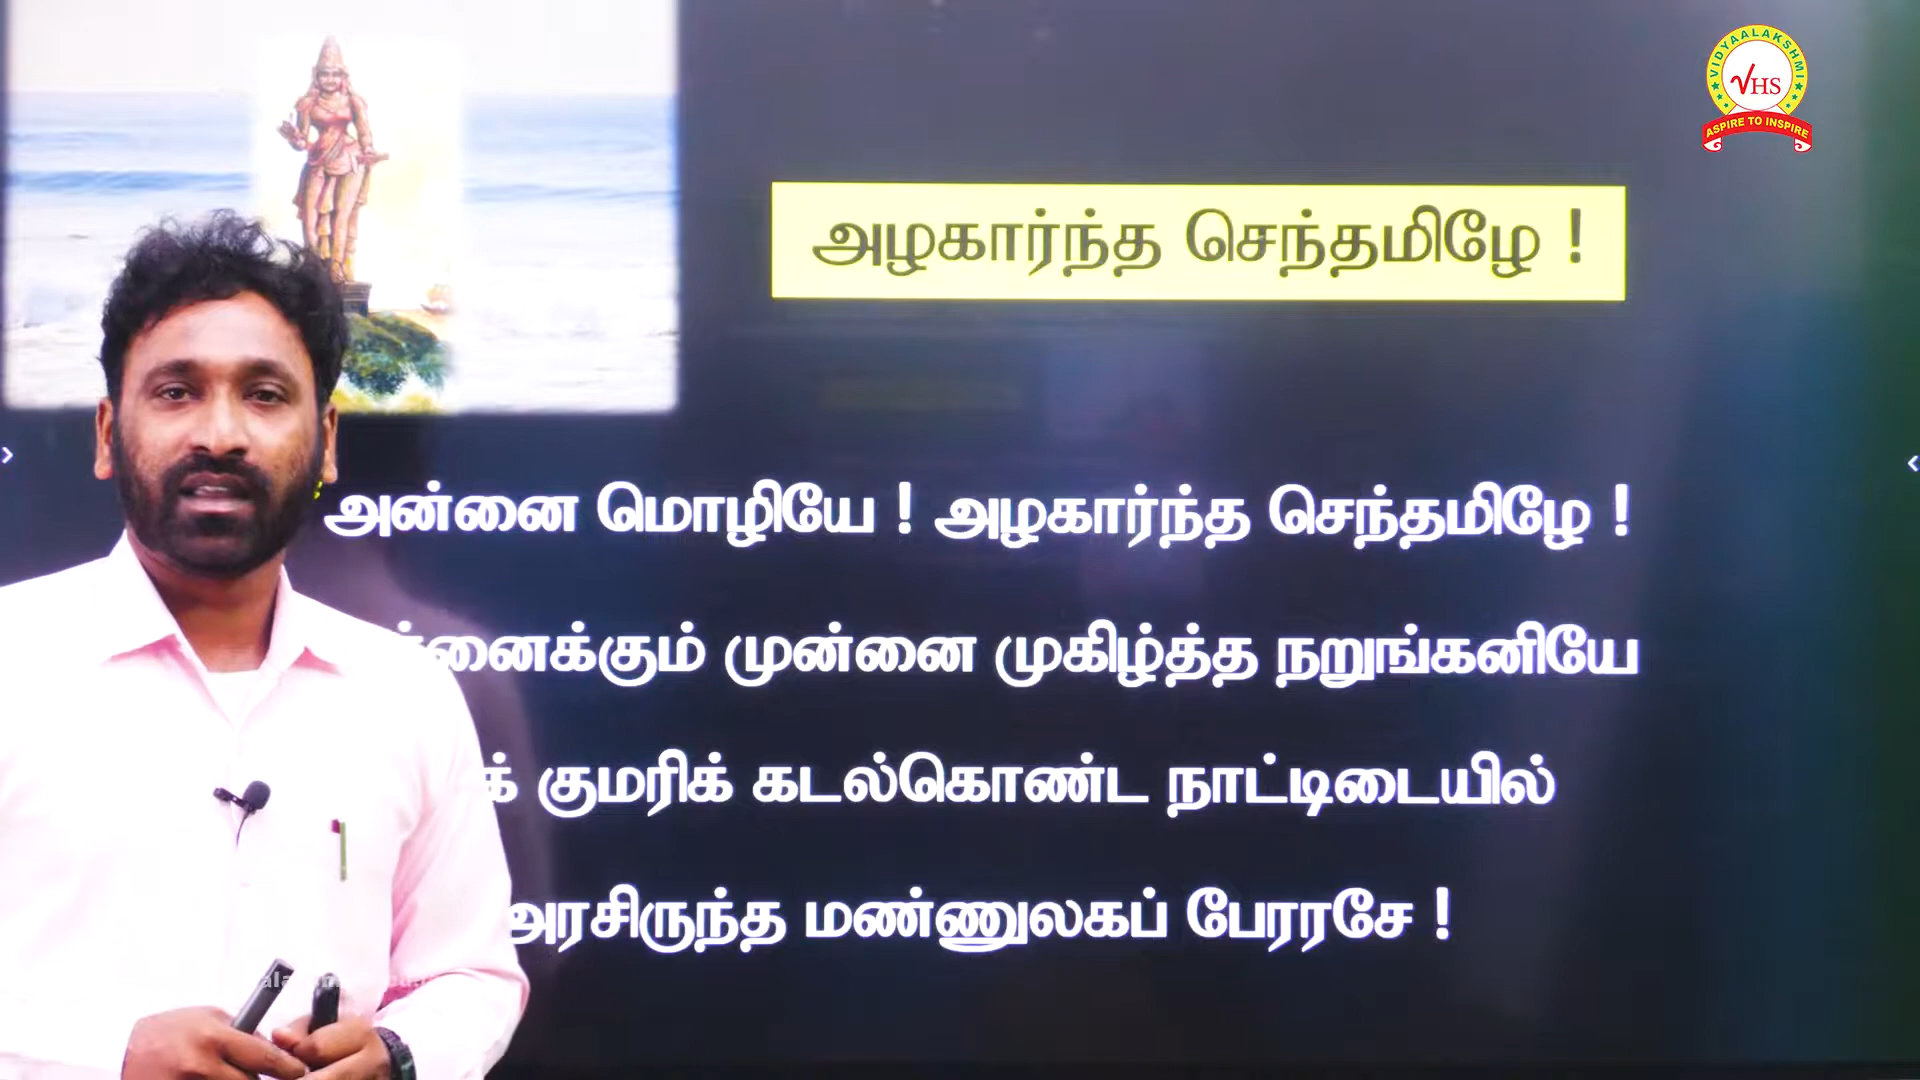 VIDYAALAKSHMI
VHS
ASPIRE TO INSPIRE
அழகார்ந்த செந்தமிழே !
அன்னை மொழியே ! அழகார்ந்த செந்தமிழே !
முன்னை முகிழ்த்த நறுங்கனியே
குமரிக் கடல்கொண்ட நாட்டிடையில்
அரசிருந்த மண்ணுலகப் பேரரசே !